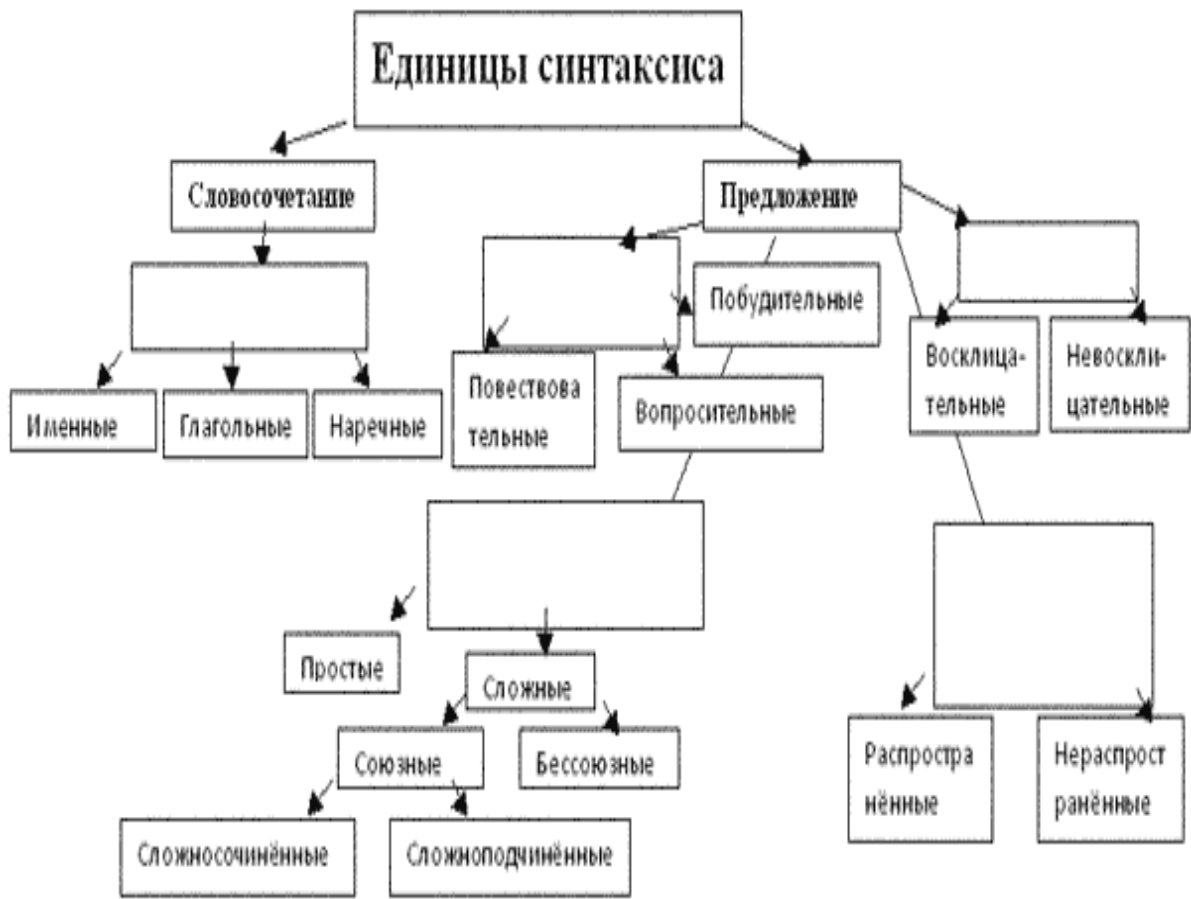 Единицы синтаксиса
Словосочетание
Предложение
Побудительные
Восклица-
тельные
Невоскли-
цательные
Именные
Глагольные
Наречные
Повествова
тельные
Вопросительные
Простые
Сложные
Союзные
Бессоюзные
Распростра
нённые
Нераспрост
ранённые
Сложносочинённые
Сложноподчинённые